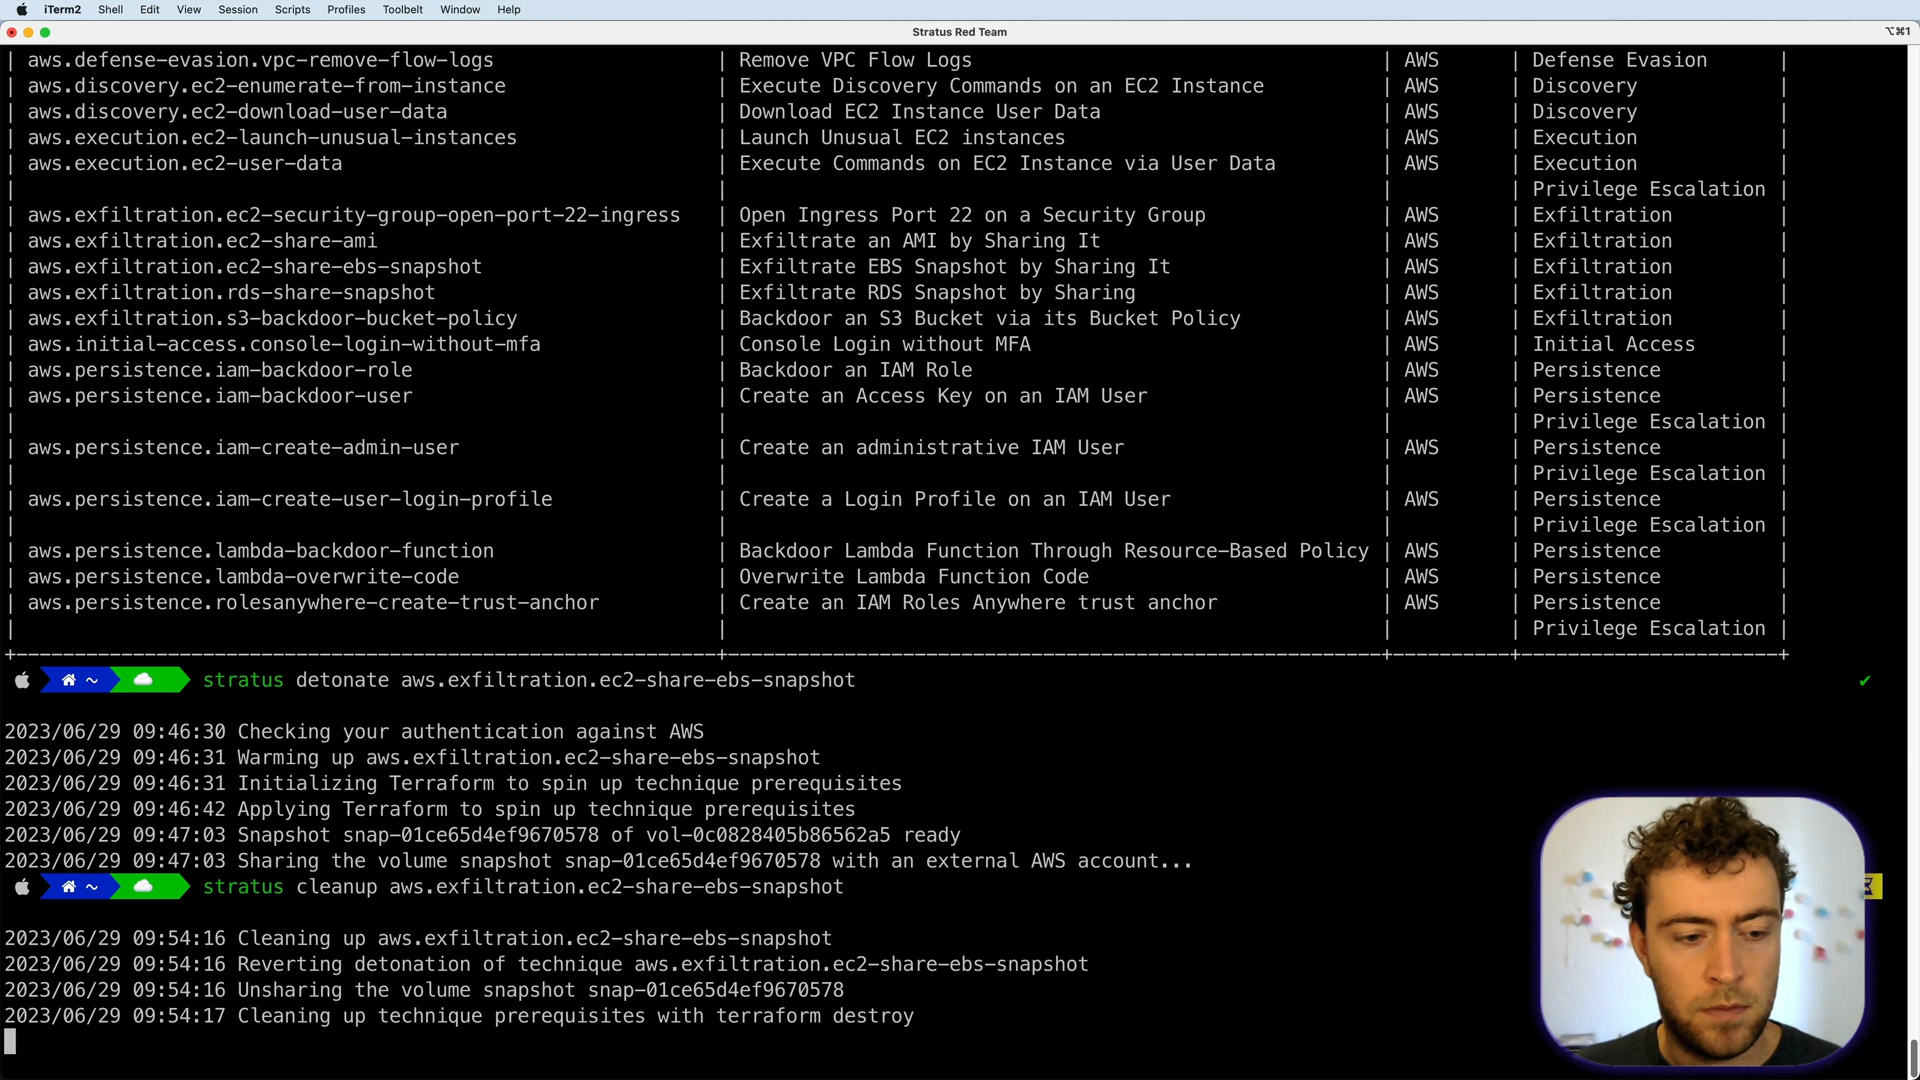 iTerm2 Shell Edit View Session Scripts Profiles Toolbelt Window Help
Stratus Red Team ⌥⌘1
| aws.defense-evasion.vpc-remove-flow-logs | Remove VPC Flow Logs | AWS | Defense Evasion |
| aws.discovery.ec2-enumerate-from-instance | Execute Discovery Commands on an EC2 Instance | AWS | Discovery |
| aws.discovery.ec2-download-user-data | Download EC2 Instance User Data | AWS | Discovery |
| aws.execution.ec2-launch-unusual-instances | Launch Unusual EC2 instances | AWS | Execution |
| aws.execution.ec2-user-data | Execute Commands on EC2 Instance via User Data | AWS | Execution |
| | | | Privilege Escalation |
| aws.exfiltration.ec2-security-group-open-port-22-ingress | Open Ingress Port 22 on a Security Group | AWS | Exfiltration |
| aws.exfiltration.ec2-share-ami | Exfiltrate an AMI by Sharing It | AWS | Exfiltration |
| aws.exfiltration.ec2-share-ebs-snapshot | Exfiltrate EBS Snapshot by Sharing It | AWS | Exfiltration |
| aws.exfiltration.rds-share-snapshot | Exfiltrate RDS Snapshot by Sharing | AWS | Exfiltration |
| aws.exfiltration.s3-backdoor-bucket-policy | Backdoor an S3 Bucket via its Bucket Policy | AWS | Exfiltration |
| aws.initial-access.console-login-without-mfa | Console Login without MFA | AWS | Initial Access |
| aws.persistence.iam-backdoor-role | Backdoor an IAM Role | AWS | Persistence |
| aws.persistence.iam-backdoor-user | Create an Access Key on an IAM User | AWS | Persistence |
| | | | Privilege Escalation |
| aws.persistence.iam-create-admin-user | Create an administrative IAM User | AWS | Persistence |
| | | | Privilege Escalation |
| aws.persistence.iam-create-user-login-profile | Create a Login Profile on an IAM User | AWS | Persistence |
| | | | Privilege Escalation |
| aws.persistence.lambda-backdoor-function | Backdoor Lambda Function Through Resource-Based Policy | AWS | Persistence |
| aws.persistence.lambda-overwrite-code | Overwrite Lambda Function Code | AWS | Persistence |
| aws.persistence.rolesanywhere-create-trust-anchor | Create an IAM Roles Anywhere trust anchor | AWS | Persistence |
| | | | Privilege Escalation |
~ stratus detonate aws.exfiltration.ec2-share-ebs-snapshot ✔
2023/06/29 09:46:30 Checking your authentication against AWS
2023/06/29 09:46:31 Warming up aws.exfiltration.ec2-share-ebs-snapshot
2023/06/29 09:46:31 Initializing Terraform to spin up technique prerequisites
2023/06/29 09:46:42 Applying Terraform to spin up technique prerequisites
2023/06/29 09:47:03 Snapshot snap-01ce65d4ef9670578 of vol-0c0828405b86562a5 ready
2023/06/29 09:47:03 Sharing the volume snapshot snap-01ce65d4ef9670578 with an external AWS account...
~ stratus cleanup aws.exfiltration.ec2-share-ebs-snapshot
2023/06/29 09:54:16 Cleaning up aws.exfiltration.ec2-share-ebs-snapshot
2023/06/29 09:54:16 Reverting detonation of technique aws.exfiltration.ec2-share-ebs-snapshot
2023/06/29 09:54:16 Unsharing the volume snapshot snap-01ce65d4ef9670578
2023/06/29 09:54:17 Cleaning up technique prerequisites with terraform destroy